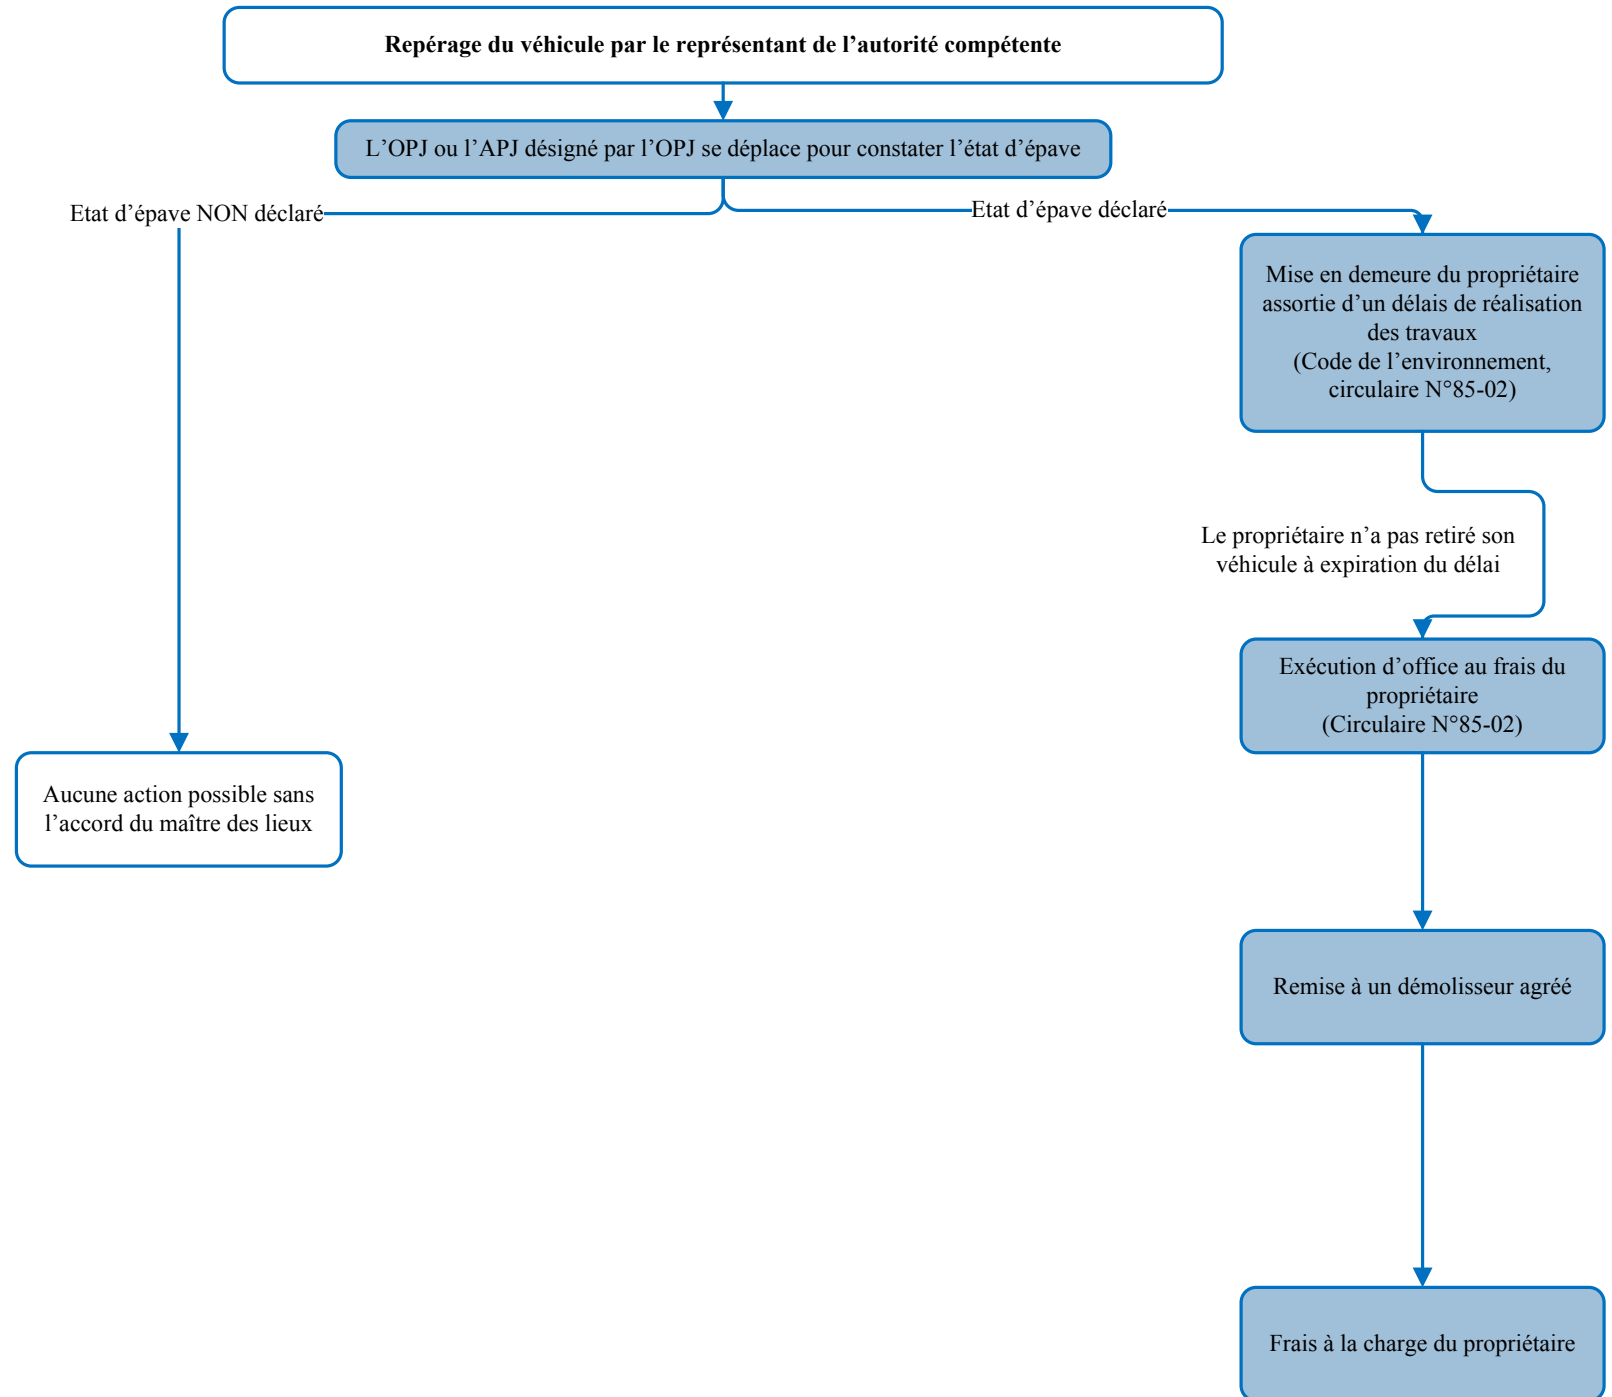 Repérage du véhicule par le représentant de l’autorité compétente
L’OPJ ou l’APJ désigné par l’OPJ se déplace pour constater l’état d’épave
Etat d’épave NON déclaré
Etat d’épave déclaré
Mise en demeure du propriétaire
assortie d’un délais de réalisation
des travaux
(Code de l’environnement,
circulaire N°85-02)
Le propriétaire n’a pas retiré son
véhicule à expiration du délai
Exécution d’office au frais du
propriétaire
(Circulaire N°85-02)
Aucune action possible sans
l’accord du maître des lieux
Remise à un démolisseur agréé
Frais à la charge du propriétaire